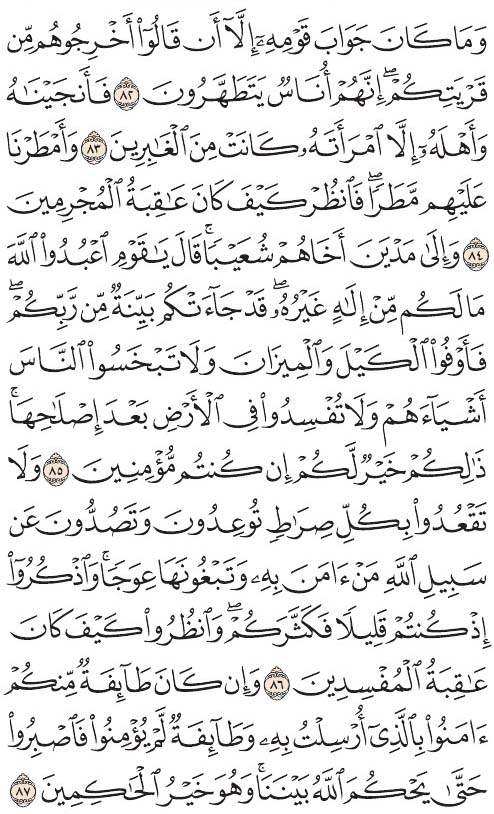 وَمَا كَانَ جَوَابَ قَوْمِهِۦٓ إِلَّآ أَن قَالُوٓا۟ أَخْرِجُوهُم مِّن
قَرْيَتِكُمْ ۖ إِنَّهُمْ أُنَاسٌ يَتَطَهَّرُونَ ٨٢ فَأَنجَيْنَٰهُ
وَأَهْلَهُۥٓ إِلَّا ٱمْرَأَتَهُۥ كَانَتْ مِنَ ٱلْغَٰبِرِينَ ٨٣ وَأَمْطَرْنَا
عَلَيْهِم مَّطَرًا ۖ فَٱنظُرْ كَيْفَ كَانَ عَٰقِبَةُ ٱلْمُجْرِمِينَ
٨٤ وَإِلَىٰ مَدْيَنَ أَخَاهُمْ شُعَيْبًا ۗ قَالَ يَٰقَوْمِ ٱعْبُدُوا۟ ٱللَّهَ
مَا لَكُم مِّنْ إِلَٰهٍ غَيْرُهُۥ ۖ قَدْ جَآءَتْكُم بَيِّنَةٌ مِّن رَّبِّكُمْ ۖ
فَأَوْفُوا۟ ٱلْكَيْلَ وَٱلْمِيزَانَ وَلَا تَبْخَسُوا۟ ٱلنَّاسَ
أَشْيَآءَهُمْ وَلَا تُفْسِدُوا۟ فِى ٱلْأَرْضِ بَعْدَ إِصْلَٰحِهَا ۚ
ذَٰلِكُمْ خَيْرٌ لَّكُمْ إِن كُنتُم مُّؤْمِنِينَ ٨٥ وَلَا
تَقْعُدُوا۟ بِكُلِّ صِرَٰطٍ تُوعِدُونَ وَتَصُدُّونَ عَن
سَبِيلِ ٱللَّهِ مَنْ ءَامَنَ بِهِۦ وَتَبْغُونَهَا عِوَجًا ۚ وَٱذْكُرُوٓا۟
إِذْ كُنتُمْ قَلِيلًا فَكَثَّرَكُمْ ۖ وَٱنظُرُوا۟ كَيْفَ كَانَ
عَٰقِبَةُ ٱلْمُفْسِدِينَ ٨٦ وَإِن كَانَ طَآئِفَةٌ مِّنكُمْ
ءَامَنُوا۟ بِٱلَّذِىٓ أُرْسِلْتُ بِهِۦ وَطَآئِفَةٌ لَّمْ يُؤْمِنُوا۟ فَٱصْبِرُوا۟
حَتَّىٰ يَحْكُمَ ٱللَّهُ بَيْنَنَا ۚ وَهُوَ خَيْرُ ٱلْحَٰكِمِينَ ٨٧